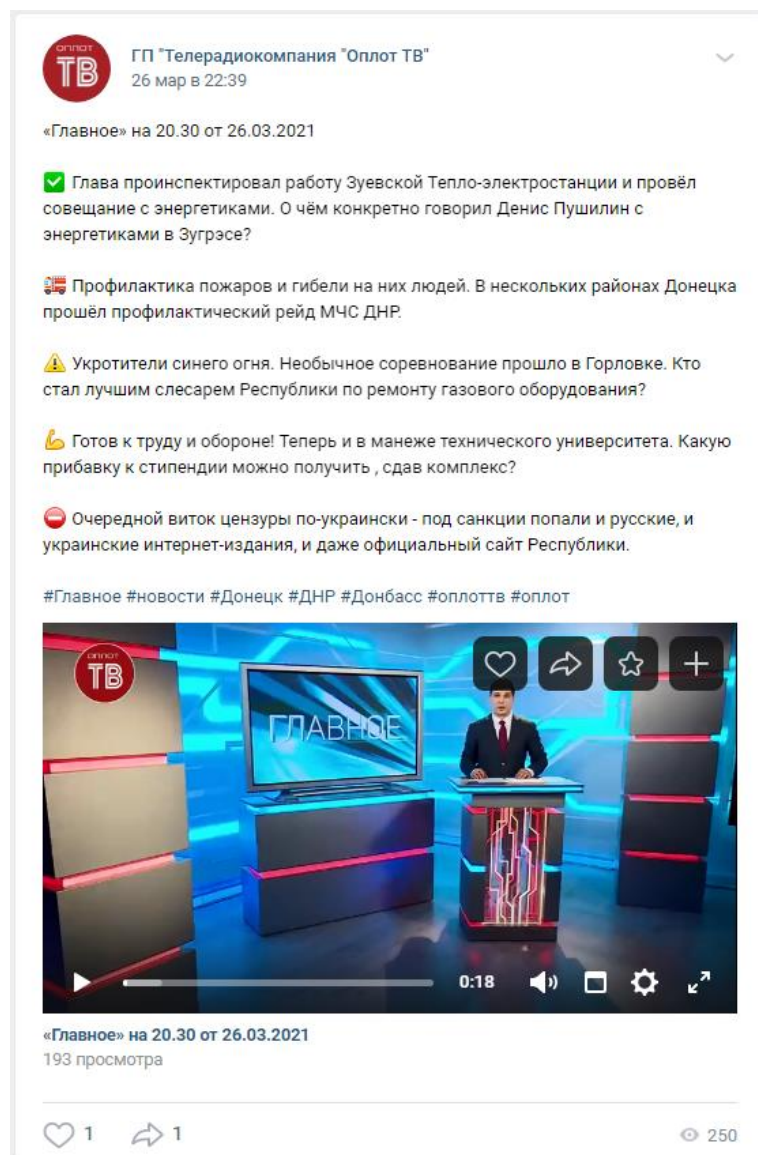 ОПЛОТ
ТВ
ГП "Телерадиокомпания "Оплот ТВ"
26 мар в 22:39
«Главное» на 20.30 от 26.03.2021
✅ Глава проинспектировал работу Зуевской Тепло-электростанции и провёл
совещание с энергетиками. О чём конкретно говорил Денис Пушилин с
энергетиками в Зугрэсе?
🚒 Профилактика пожаров и гибели на них людей. В нескольких районах Донецка
прошёл профилактический рейд МЧС ДНР.
⚠️ Укротители синего огня. Необычное соревнование прошло в Горловке. Кто
стал лучшим слесарем Республики по ремонту газового оборудования?
💪 Готов к труду и обороне! Теперь и в манеже технического университета. Какую
прибавку к стипендии можно получить , сдав комплекс?
⛔ Очередной виток цензуры по-украински - под санкции попали и русские, и
украинские интернет-издания, и даже официальный сайт Республики.
#Главное #новости #Донецк #ДНР #Донбасс #оплоттв #оплот
ОПЛОТ
ТВ
ГЛАВНОЕ
0:18
«Главное» на 20.30 от 26.03.2021
193 просмотра
1
1
250